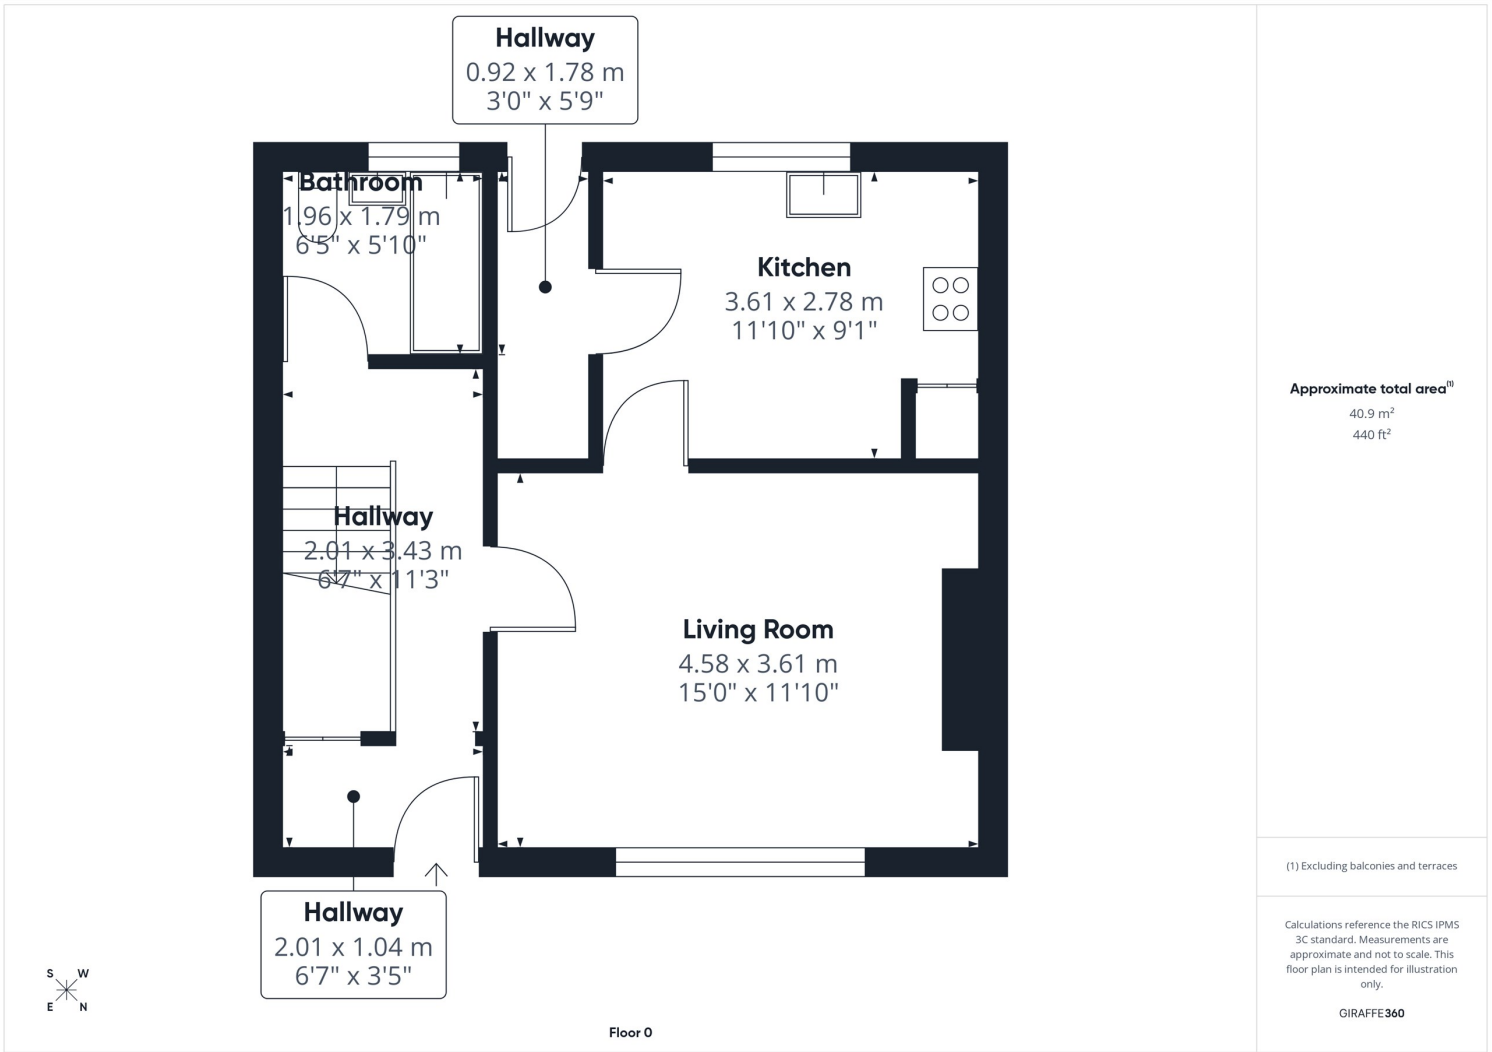 Hallway
0.92 x 1.78 m
3'0" x 5'9"
Bathroom
1.96 x 1.79 m
6'5" x 5'10"
Kitchen
3.61 x 2.78 m
11'10" x 9'1"
Hallway
2.01 x 3.43 m
6'7" x 11'3"
Living Room
4.58 x 3.61 m
15'0" x 11'10"
Hallway
2.01 x 1.04 m
6'7" x 3'5"
S W
E N
Floor 0
Approximate total area(1)
40.9 m²
440 ft²
(1) Excluding balconies and terraces
Calculations reference the RICS IPMS
3C standard. Measurements are
approximate and not to scale. This
floor plan is intended for illustration
only.
GIRAFFE360